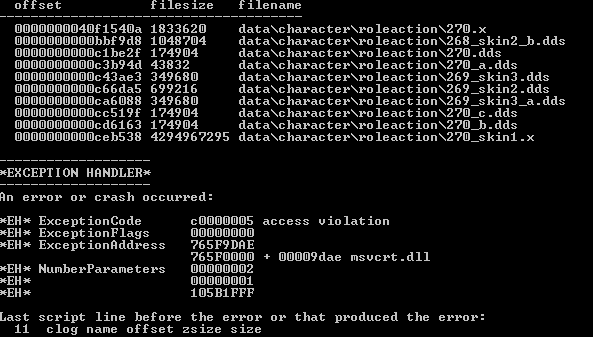 offset filesize filename
----------------------------------------
0000000040f1540a 1833620 data\character\roleaction\270.x
0000000000bbf9d8 1048704 data\character\roleaction\268_skin2_b.dds
0000000000c1be2f 174904 data\character\roleaction\270.dds
0000000000c3b94d 43832 data\character\roleaction\270_a.dds
0000000000c43ae3 349680 data\character\roleaction\269_skin3.dds
0000000000c66da5 699216 data\character\roleaction\269_skin2.dds
0000000000ca6088 349680 data\character\roleaction\269_skin3_a.dds
0000000000cc519f 174904 data\character\roleaction\270_c.dds
0000000000cd6163 174904 data\character\roleaction\270_b.dds
0000000000ceb538 4294967295 data\character\roleaction\270_skin1.x
--------------------
*EXCEPTION HANDLER*
--------------------
An error or crash occurred:
*EH* ExceptionCode c0000005 access violation
*EH* ExceptionFlags 00000000
*EH* ExceptionAddress 765F9DAE
765F0000 + 00009dae msvcrt.dll
*EH* NumberParameters 00000002
*EH* 00000001
*EH* 105B1FFF
Last script line before the error or that produced the error:
11 clog name offset zsize size